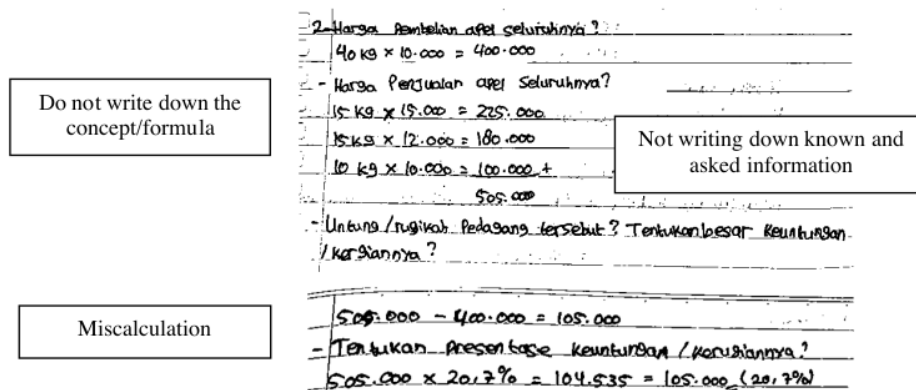 2. Harga Pembelian apel seluruhnya?
40 kg × 10.000 = 400.000
- Harga Penjualan apel seluruhnya?
15 kg × 15.000 = 225.000
15 kg × 12.000 = 180.000
10 kg × 10.000 = 100.000 +
505.000
- Untung/rugikah Pedagang tersebut? Tentukan besar keuntungan
/kergiannya?
505.000 - 400.000 = 105.000
- Tentukan Presentase keuntungan/kerugiannya?
505.000 × 20,7% = 104.535 = 105.000 (20,7%)
Do not write down the
concept/formula
Not writing down known and
asked information
Miscalculation